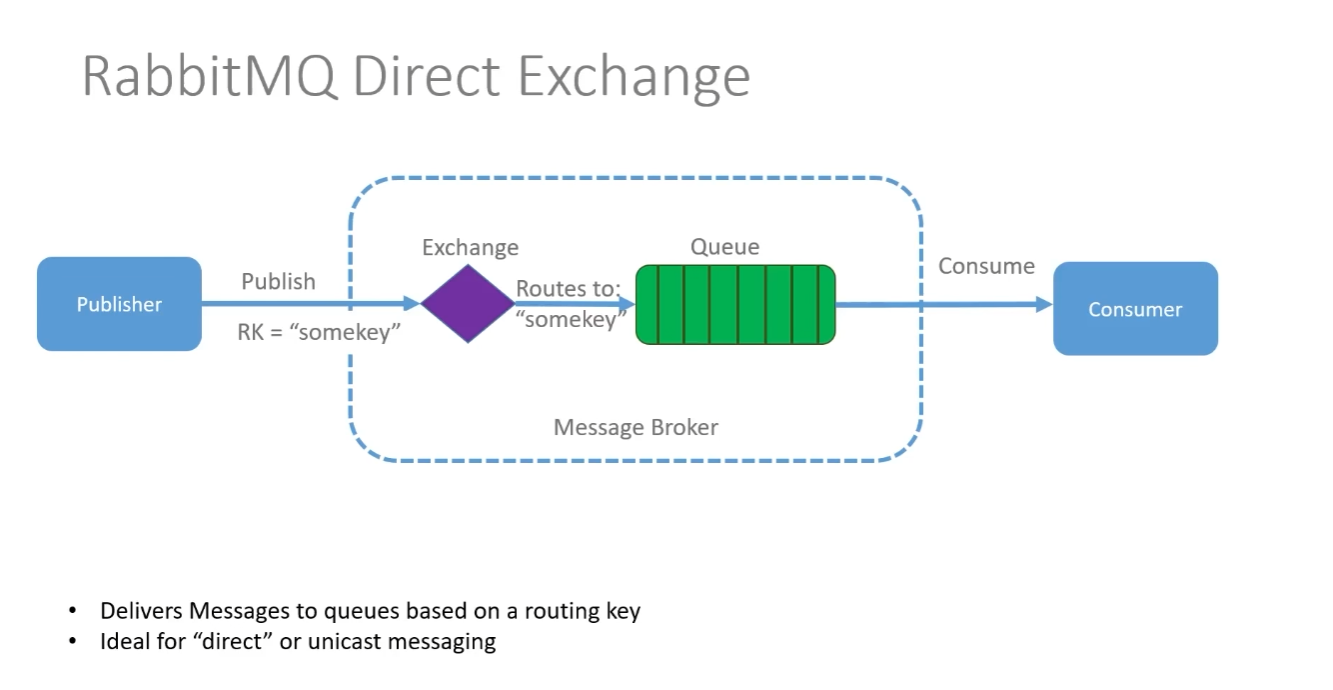 RabbitMQ Direct Exchange
Exchange
Queue
Publish
Consume
Publisher
Routes to:
Consumer
RK = “somekey”
“somekey”
Message Broker
• Delivers Messages to queues based on a routing key
• Ideal for “direct” or unicast messaging